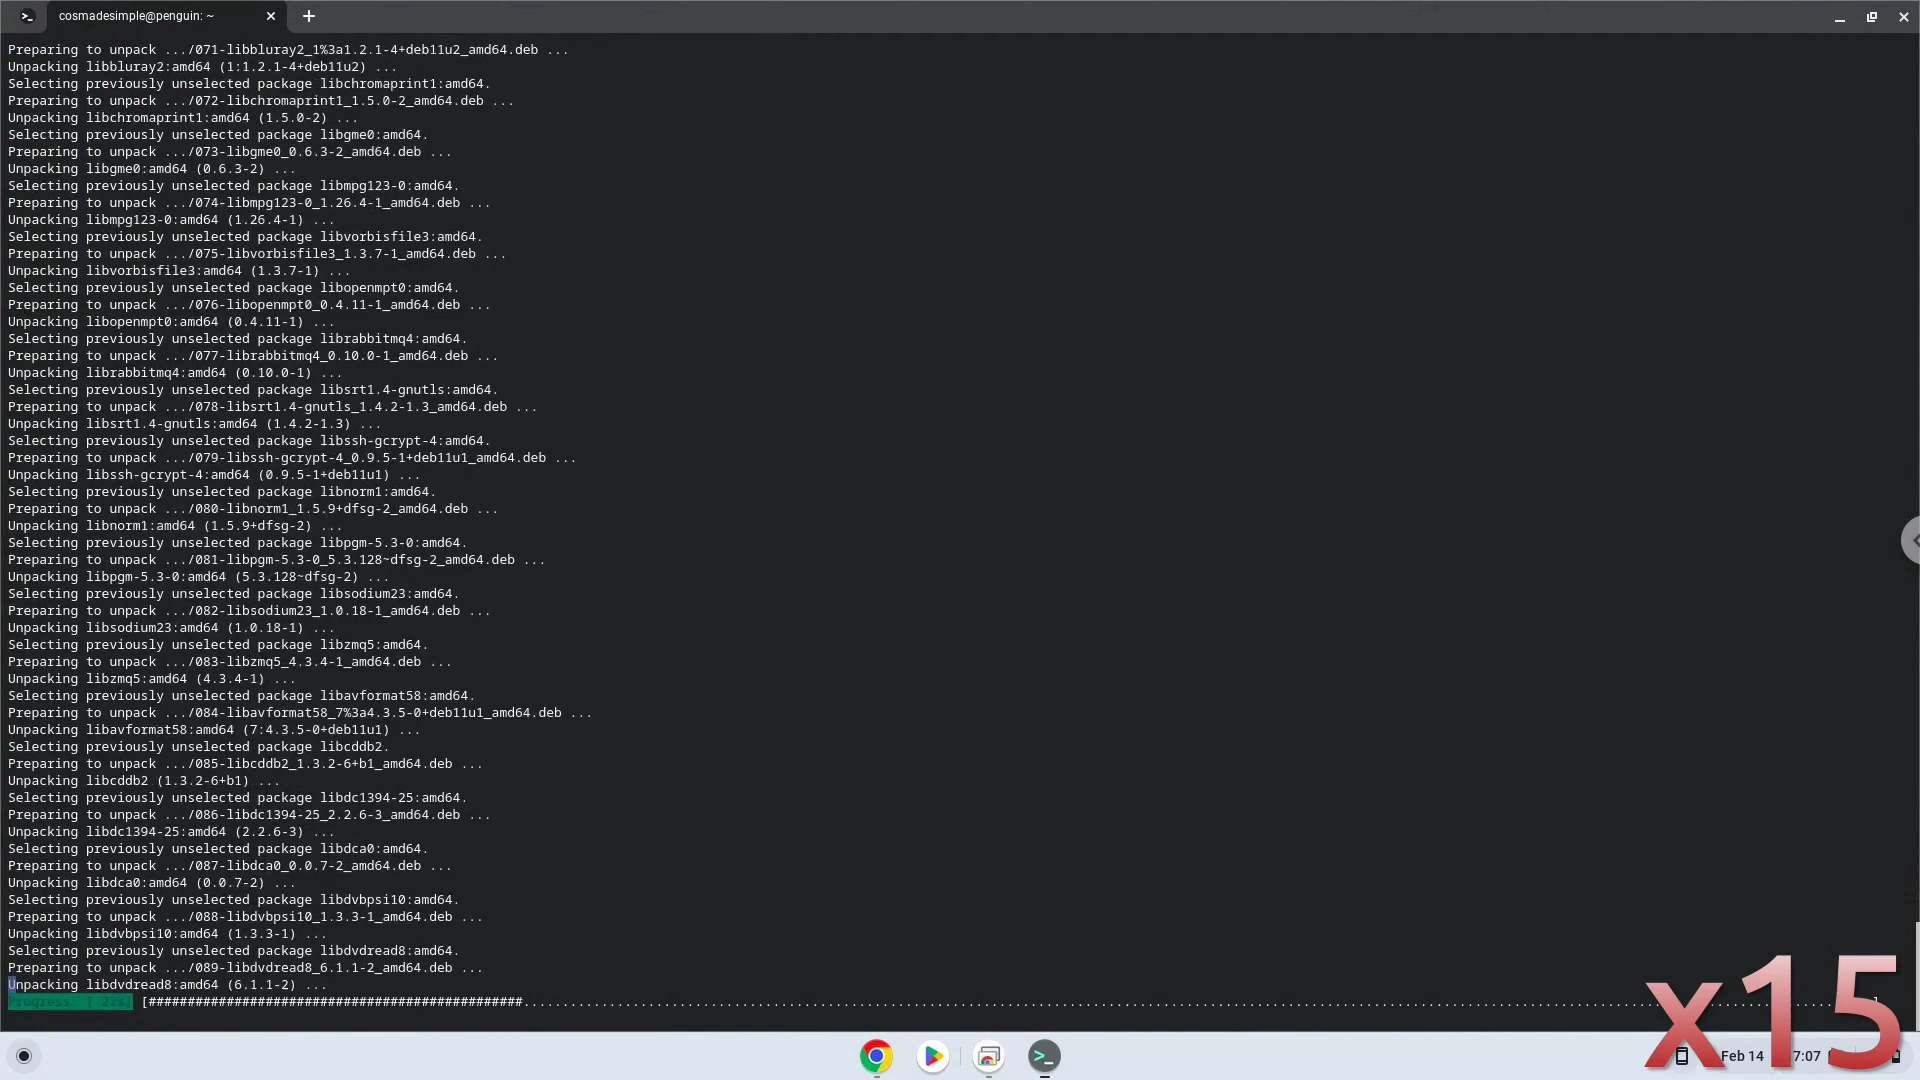 cosmadesimple@penguin: ~
Preparing to unpack .../071-libbluray2_1%3a1.2.1-4+deb11u2_amd64.deb ...
Unpacking libbluray2:amd64 (1:1.2.1-4+deb11u2) ...
Selecting previously unselected package libchromaprint1:amd64.
Preparing to unpack .../072-libchromaprint1_1.5.0-2_amd64.deb ...
Unpacking libchromaprint1:amd64 (1.5.0-2) ...
Selecting previously unselected package libgme0:amd64.
Preparing to unpack .../073-libgme0_0.6.3-2_amd64.deb ...
Unpacking libgme0:amd64 (0.6.3-2) ...
Selecting previously unselected package libmpg123-0:amd64.
Preparing to unpack .../074-libmpg123-0_1.26.4-1_amd64.deb ...
Unpacking libmpg123-0:amd64 (1.26.4-1) ...
Selecting previously unselected package libvorbisfile3:amd64.
Preparing to unpack .../075-libvorbisfile3_1.3.7-1_amd64.deb ...
Unpacking libvorbisfile3:amd64 (1.3.7-1) ...
Selecting previously unselected package libopenmpt0:amd64.
Preparing to unpack .../076-libopenmpt0_0.4.11-1_amd64.deb ...
Unpacking libopenmpt0:amd64 (0.4.11-1) ...
Selecting previously unselected package librabbitmq4:amd64.
Preparing to unpack .../077-librabbitmq4_0.10.0-1_amd64.deb ...
Unpacking librabbitmq4:amd64 (0.10.0-1) ...
Selecting previously unselected package libsrt1.4-gnutls:amd64.
Preparing to unpack .../078-libsrt1.4-gnutls_1.4.2-1.3_amd64.deb ...
Unpacking libsrt1.4-gnutls:amd64 (1.4.2-1.3) ...
Selecting previously unselected package libssh-gcrypt-4:amd64.
Preparing to unpack .../079-libssh-gcrypt-4_0.9.5-1+deb11u1_amd64.deb ...
Unpacking libssh-gcrypt-4:amd64 (0.9.5-1+deb11u1) ...
Selecting previously unselected package libnorm1:amd64.
Preparing to unpack .../080-libnorm1_1.5.9+dfsg-2_amd64.deb ...
Unpacking libnorm1:amd64 (1.5.9+dfsg-2) ...
Selecting previously unselected package libpgm-5.3-0:amd64.
Preparing to unpack .../081-libpgm-5.3-0_5.3.128~dfsg-2_amd64.deb ...
Unpacking libpgm-5.3-0:amd64 (5.3.128~dfsg-2) ...
Selecting previously unselected package libsodium23:amd64.
Preparing to unpack .../082-libsodium23_1.0.18-1_amd64.deb ...
Unpacking libsodium23:amd64 (1.0.18-1) ...
Selecting previously unselected package libzmq5:amd64.
Preparing to unpack .../083-libzmq5_4.3.4-1_amd64.deb ...
Unpacking libzmq5:amd64 (4.3.4-1) ...
Selecting previously unselected package libavformat58:amd64.
Preparing to unpack .../084-libavformat58_7%3a4.3.5-0+deb11u1_amd64.deb ...
Unpacking libavformat58:amd64 (7:4.3.5-0+deb11u1) ...
Selecting previously unselected package libcddb2.
Preparing to unpack .../085-libcddb2_1.3.2-6+b1_amd64.deb ...
Unpacking libcddb2 (1.3.2-6+b1) ...
Selecting previously unselected package libdc1394-25:amd64.
Preparing to unpack .../086-libdc1394-25_2.2.6-3_amd64.deb ...
Unpacking libdc1394-25:amd64 (2.2.6-3) ...
Selecting previously unselected package libdca0:amd64.
Preparing to unpack .../087-libdca0_0.0.7-2_amd64.deb ...
Unpacking libdca0:amd64 (0.0.7-2) ...
Selecting previously unselected package libdvbpsi10:amd64.
Preparing to unpack .../088-libdvbpsi10_1.3.3-1_amd64.deb ...
Unpacking libdvbpsi10:amd64 (1.3.3-1) ...
Selecting previously unselected package libdvdread8:amd64.
Preparing to unpack .../089-libdvdread8_6.1.1-2_amd64.deb ...
Unpacking libdvdread8:amd64 (6.1.1-2) ...
Progress: [ 22%] [################################################
x15
Feb 14 7:07